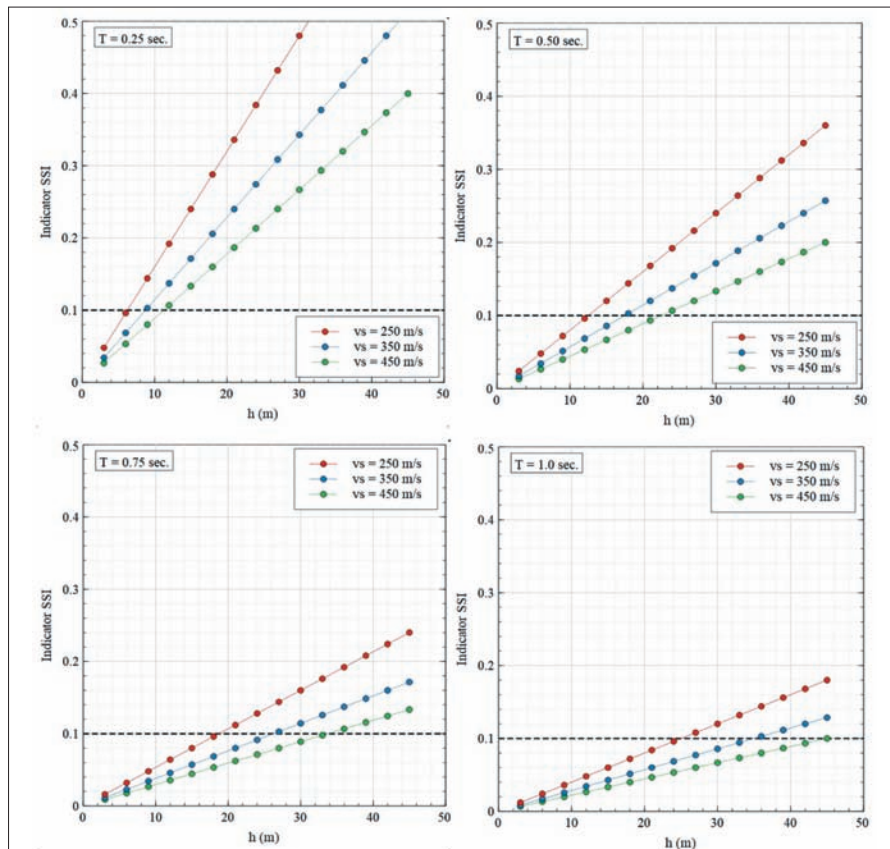 T = 0.25 sec.
0.5
0.4
0.3
0.2
0.1
0
Indicator SSI
0
10
20
30
40
50
h (m)
vs = 250 m/s
vs = 350 m/s
vs = 450 m/s
T = 0.50 sec.
0.5
0.4
0.3
0.2
0.1
0
Indicator SSI
0
10
20
30
40
50
h (m)
vs = 250 m/s
vs = 350 m/s
vs = 450 m/s
T = 0.75 sec.
0.5
0.4
0.3
0.2
0.1
0
Indicator SSI
0
10
20
30
40
50
h (m)
vs = 250 m/s
vs = 350 m/s
vs = 450 m/s
T = 1.0 sec.
0.5
0.4
0.3
0.2
0.1
0
Indicator SSI
0
10
20
30
40
50
h (m)
vs = 250 m/s
vs = 350 m/s
vs = 450 m/s